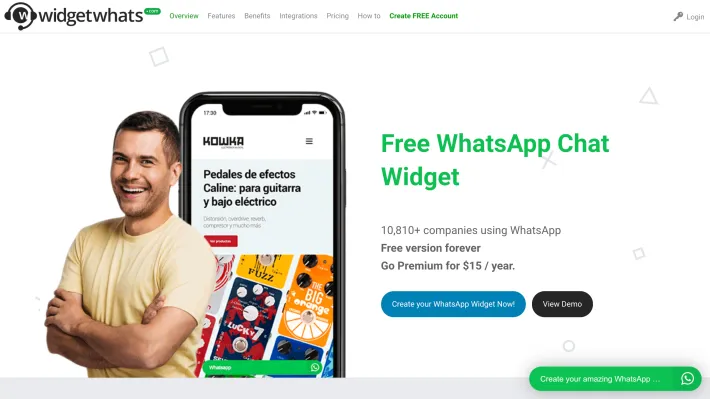 widgetwhats
.com
Overview Features Benefits Integrations Pricing How to Create FREE Account Login
17:30
KOWKA
Pedales de efectos
Caline: para guitarra
y bajo eléctrico
Distorsión, overdrive, reverb,
compresor y mucho más
Ver productos
THE
BIG
Orange
LUCKY 7
Whatsapp
Free WhatsApp Chat
Widget
10,810+ companies using WhatsApp
Free version forever
Go Premium for $15 / year.
Create your WhatsApp Widget Now! View Demo
Create your amazing WhatsApp ...